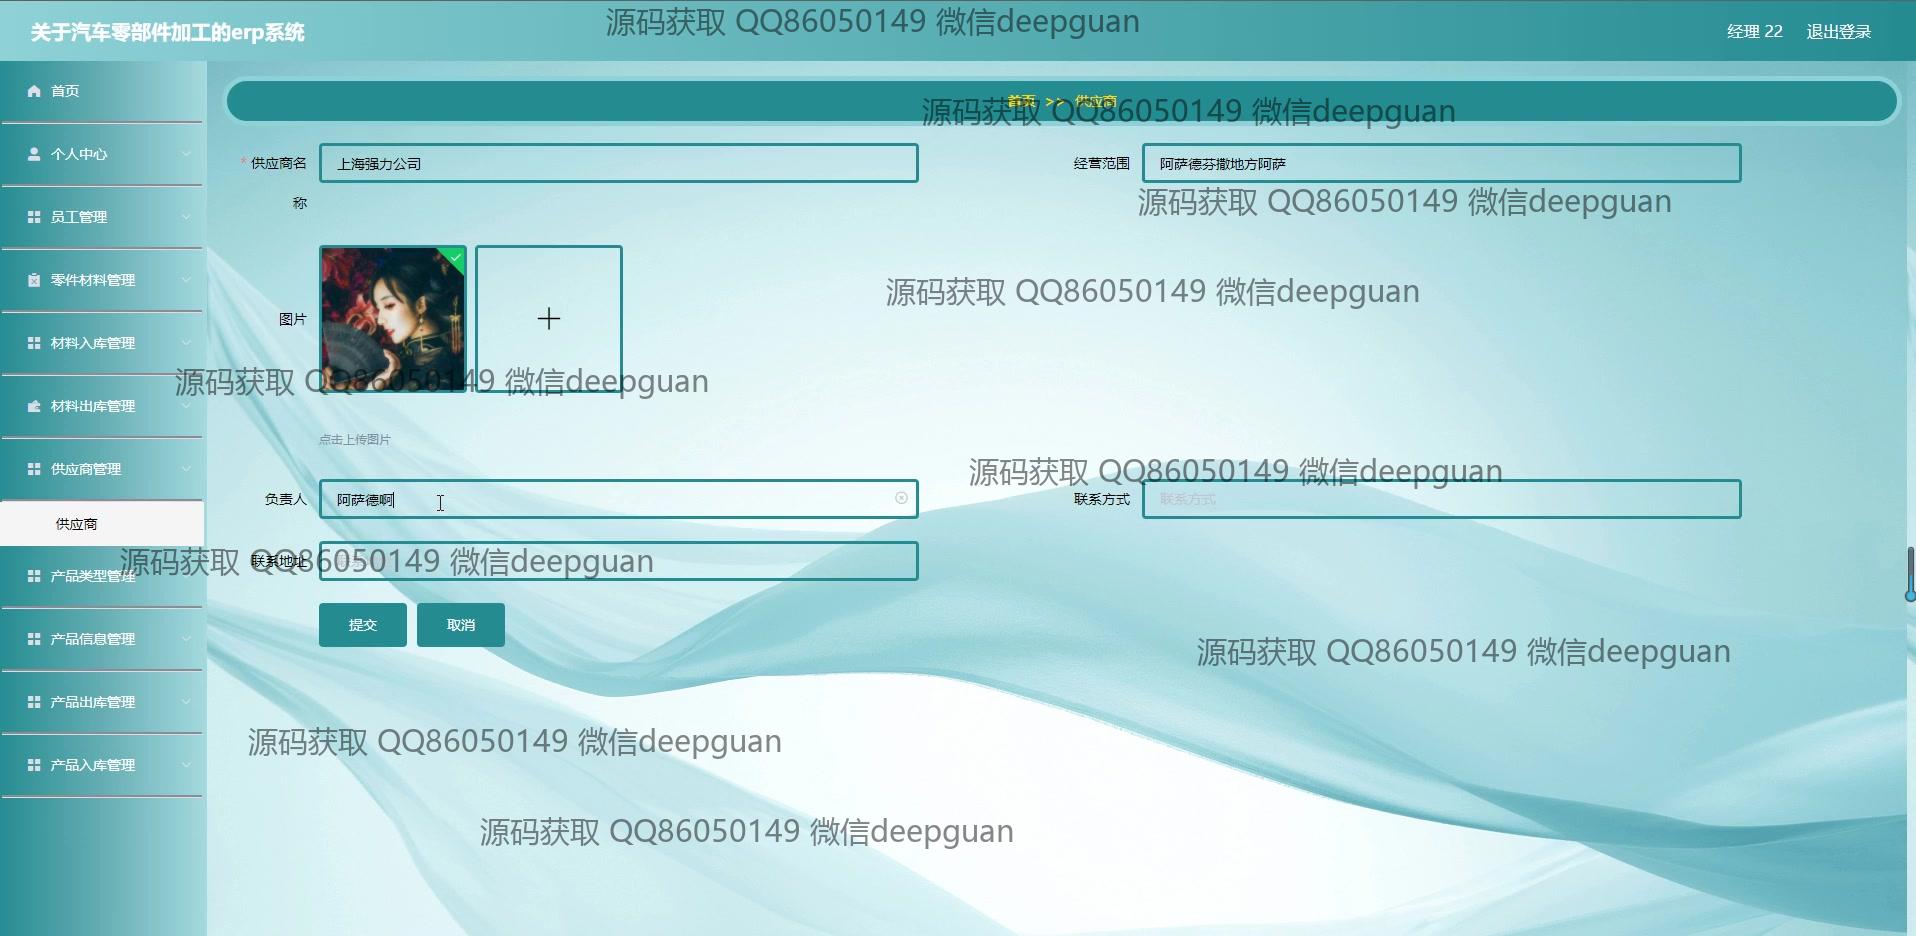 关于汽车零部件加工的erp系统
源码获取 QQ86050149 微信deepguan
经理 22
退出登录
首页
首页 >> 供应商
源码获取 QQ86050149 微信deepguan
个人中心
* 供应商名称
上海强力公司
经营范围
阿萨德芬撒地方阿萨
源码获取 QQ86050149 微信deepguan
员工管理
零件材料管理
源码获取 QQ86050149 微信deepguan
图片
材料入库管理
源码获取 QQ86050149 微信deepguan
材料出库管理
点击上传图片
供应商管理
源码获取 QQ86050149 微信deepguan
负责人
阿萨德啊
联系方式
联系方式
供应商
联系地址
源码获取 QQ86050149 微信deepguan
产品类型管理
提交
取消
产品信息管理
源码获取 QQ86050149 微信deepguan
产品出库管理
源码获取 QQ86050149 微信deepguan
产品入库管理
源码获取 QQ86050149 微信deepguan